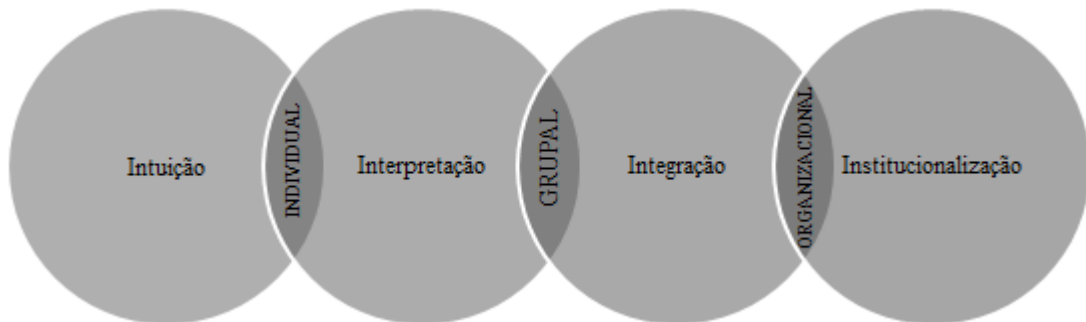 Intuição
INDIVIDUAL
Interpretação
GRUPAL
Integração
ORGANIZACIONAL
Institucionalização